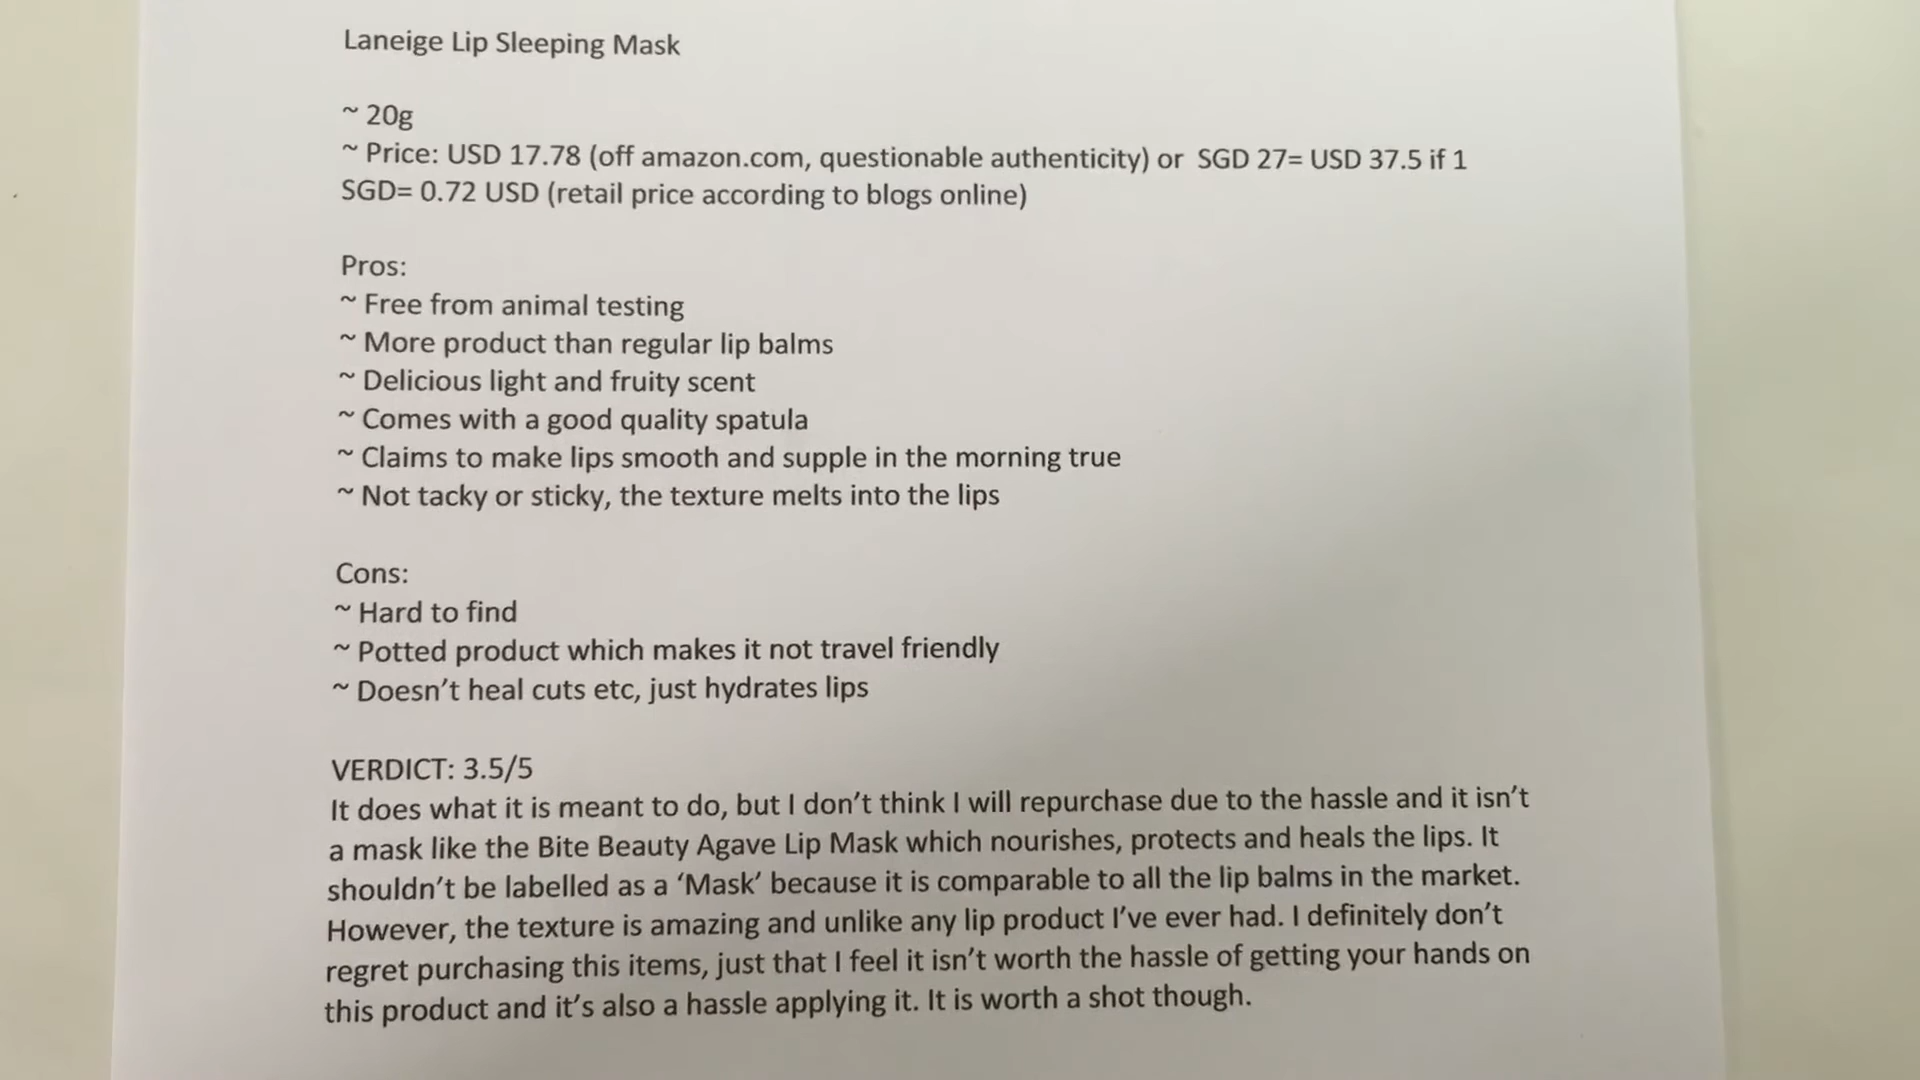 Laneige Lip Sleeping Mask
~ 20g
~ Price: USD 17.78 (off amazon.com, questionable authenticity) or SGD 27= USD 37.5 if 1
SGD= 0.72 USD (retail price according to blogs online)
Pros:
~ Free from animal testing
~ More product than regular lip balms
~ Delicious light and fruity scent
~ Comes with a good quality spatula
~ Claims to make lips smooth and supple in the morning true
~ Not tacky or sticky, the texture melts into the lips
Cons:
~ Hard to find
~ Potted product which makes it not travel friendly
~ Doesn’t heal cuts etc, just hydrates lips
VERDICT: 3.5/5
It does what it is meant to do, but I don’t think I will repurchase due to the hassle and it isn’t
a mask like the Bite Beauty Agave Lip Mask which nourishes, protects and heals the lips. It
shouldn’t be labelled as a ‘Mask’ because it is comparable to all the lip balms in the market.
However, the texture is amazing and unlike any lip product I’ve ever had. I definitely don’t
regret purchasing this items, just that I feel it isn’t worth the hassle of getting your hands on
this product and it’s also a hassle applying it. It is worth a shot though.